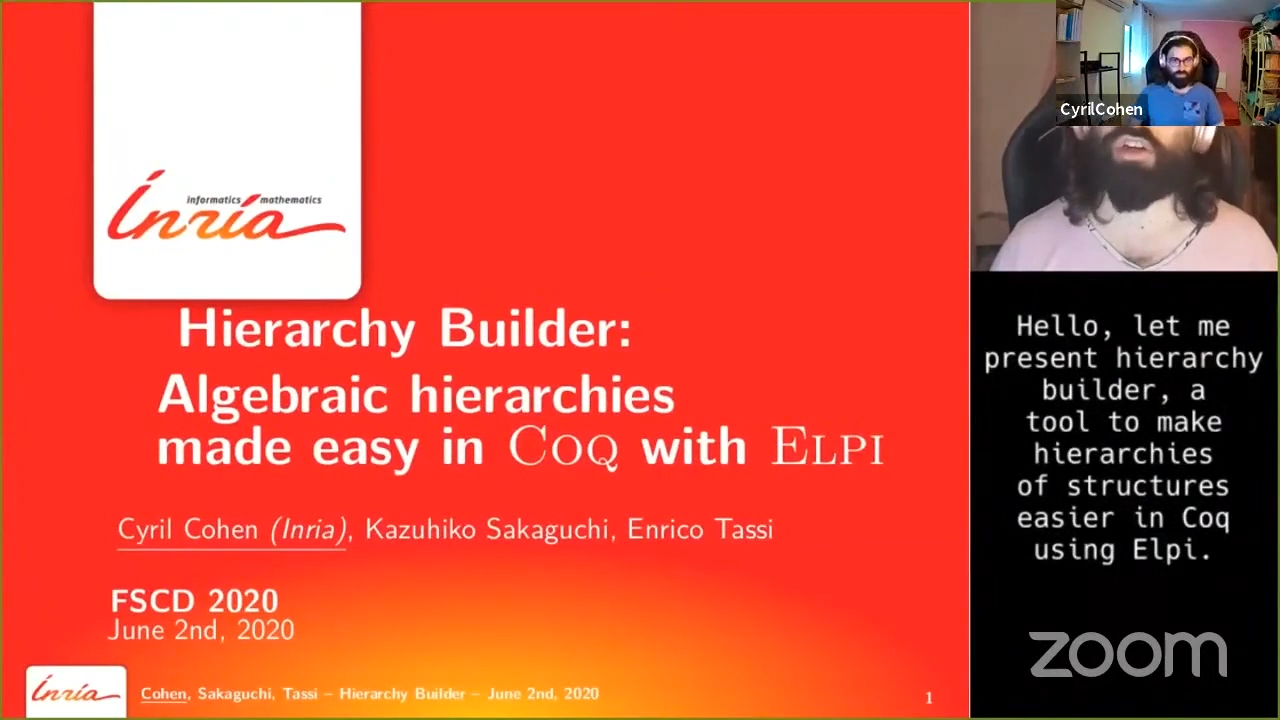 informatics mathematics
Inria
Hierarchy Builder:
Algebraic hierarchies
made easy in COQ with ELPI
Cyril Cohen (Inria), Kazuhiko Sakaguchi, Enrico Tassi
FSCD 2020
June 2nd, 2020
Inria
Cohen, Sakaguchi, Tassi – Hierarchy Builder – June 2nd, 2020
1
CyrilCohen
Hello, let me
present hierarchy
builder, a
tool to make
hierarchies
of structures
easier in Coq
using Elpi.
zoom